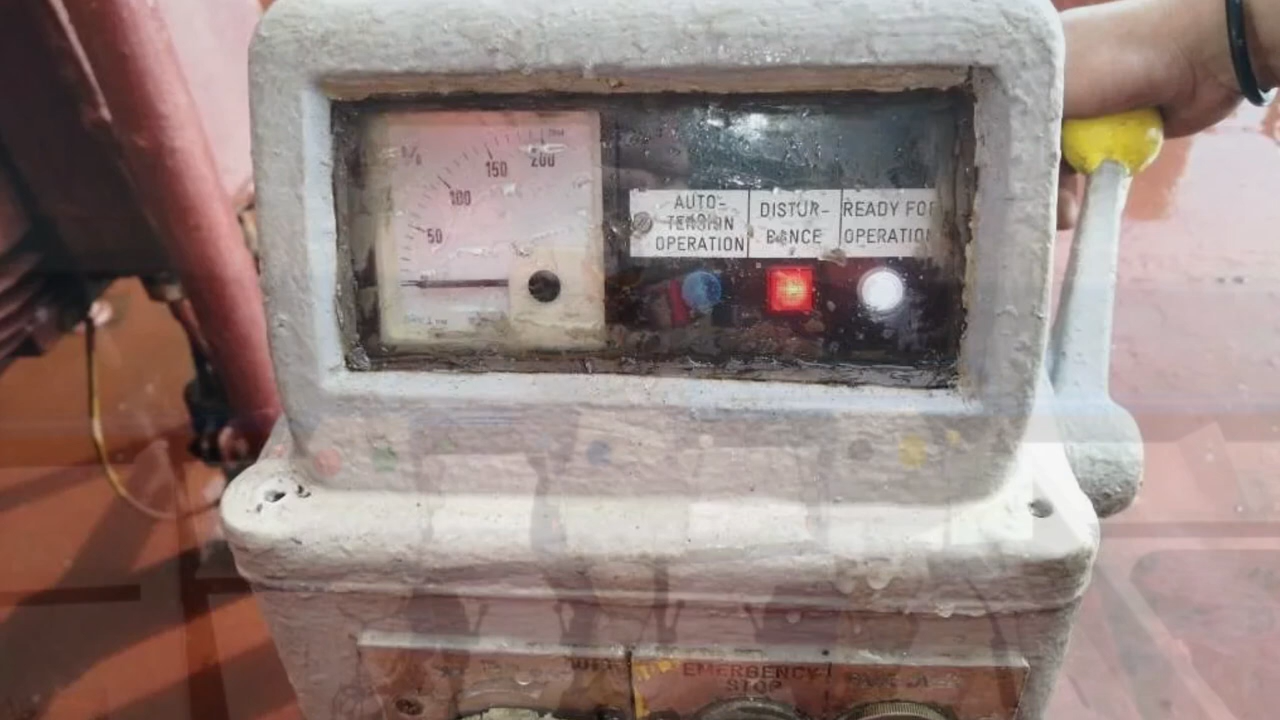 200
150
100
50
AUTO-
TENSION
OPERATION
DISTUR-
BANCE
READY FOR
OPERATION
EMERGENCY
STOP